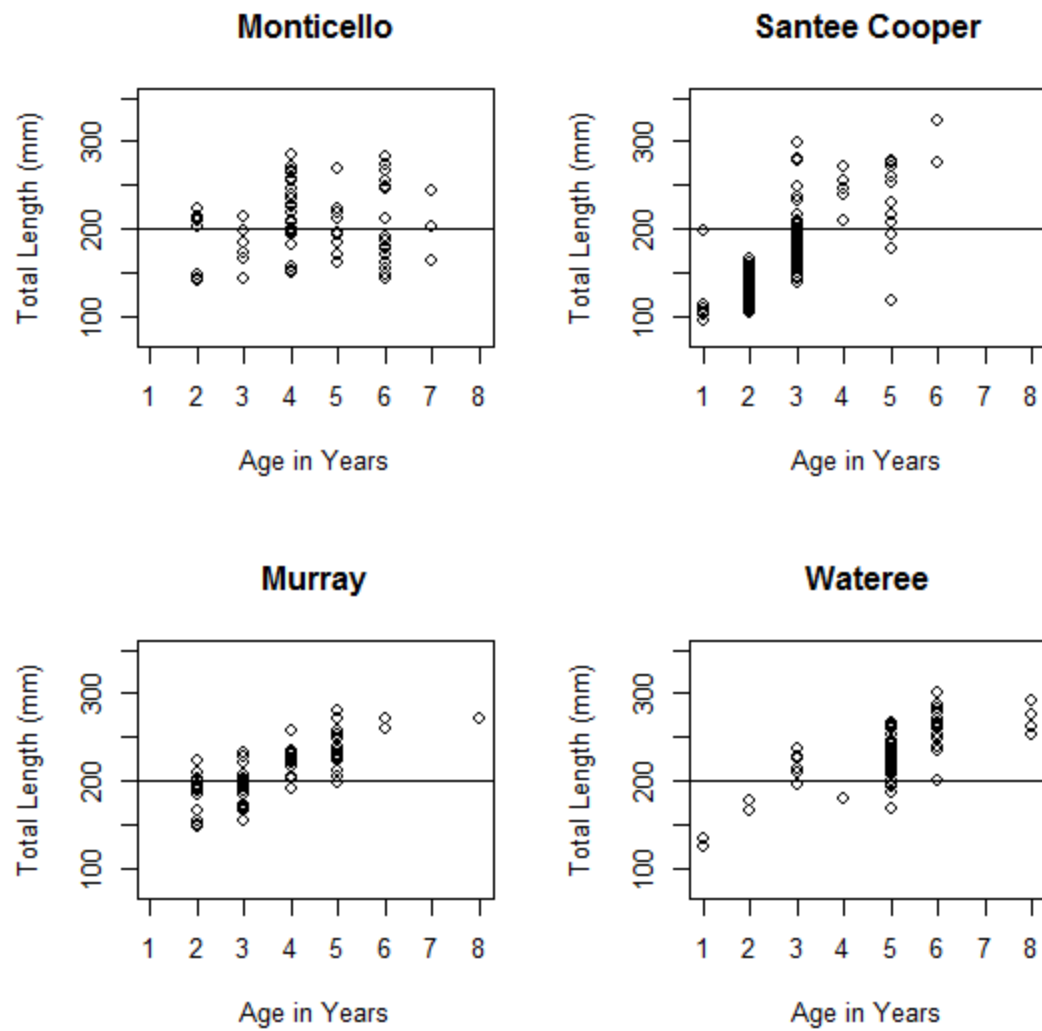 Monticello
Total Length (mm)
300
200
100
1 2 3 4 5 6 7 8
Age in Years
Santee Cooper
Total Length (mm)
300
200
100
1 2 3 4 5 6 7 8
Age in Years
Murray
Total Length (mm)
300
200
100
1 2 3 4 5 6 7 8
Age in Years
Wateree
Total Length (mm)
300
200
100
1 2 3 4 5 6 7 8
Age in Years